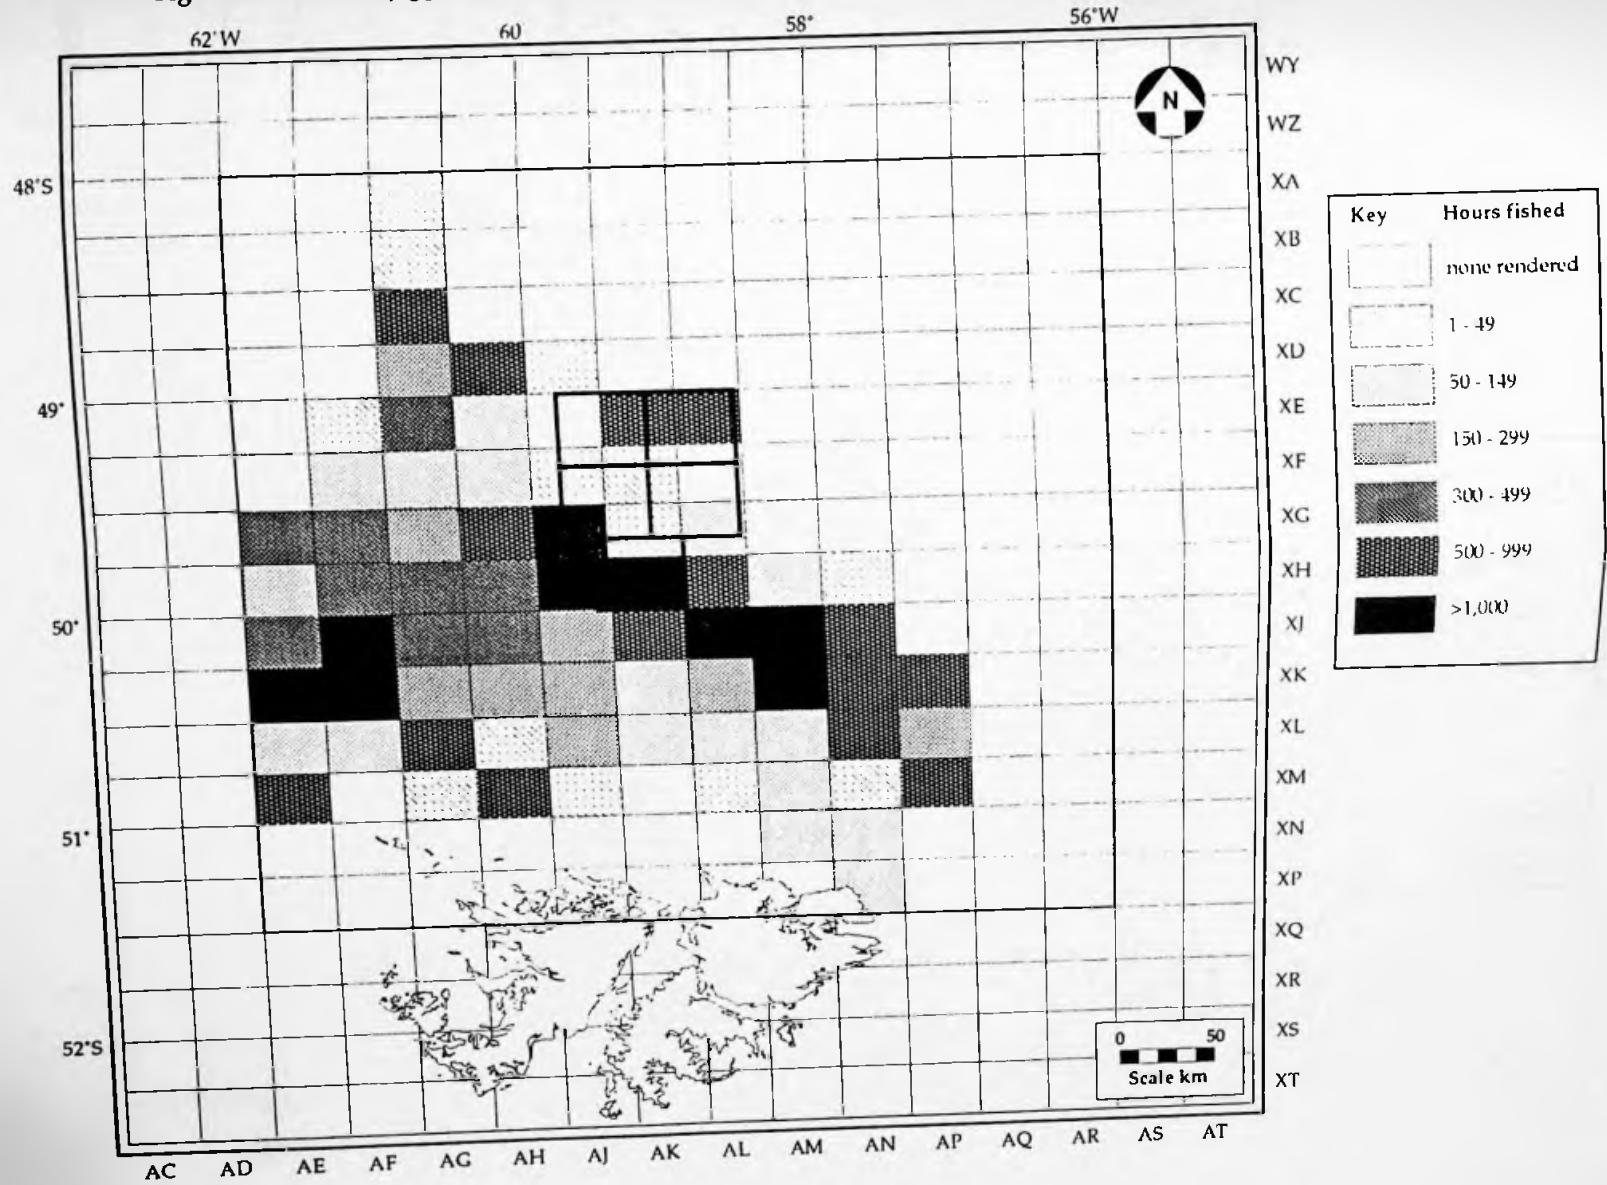 62°W 60 58° 56°W
WY
WZ
48°S
XA
XB
XC
XD
49°
XE
XF
XG
XH
50°
XJ
XK
XL
XM
51°
XN
XP
XQ
XR
52°S
XS
XT
N
Key Hours fished
none rendered
1 - 49
50 - 149
150 - 299
300 - 499
500 - 999
>1,000
0 50
Scale km
AC AD AE AF AG AH AJ AK AL AM AN AP AQ AR AS AT